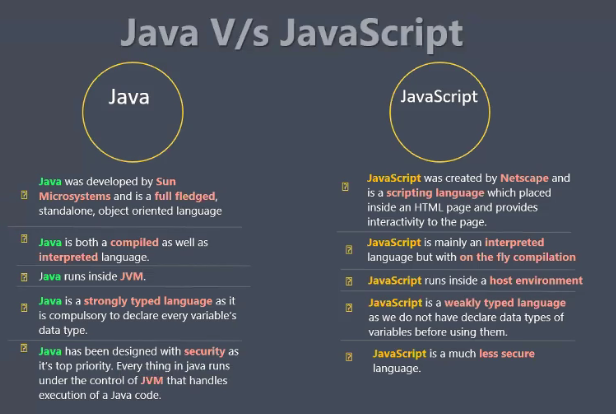 Java V/s JavaScript
Java
Java was developed by Sun
Microsystems and is a full fledged,
standalone, object oriented language
Java is both a compiled as well as
interpreted language.
Java runs inside JVM.
Java is a strongly typed language as it
is compulsory to declare every variable's
data type.
Java has been designed with security as
it's top priority. Every thing in java runs
under the control of JVM that handles
execution of a Java code.
JavaScript
JavaScript was created by Netscape and
is a scripting language which placed
inside an HTML page and provides
interactivity to the page.
JavaScript is mainly an interpreted
language but with on the fly compilation
JavaScript runs inside a host environment
JavaScript is a weakly typed language
as we do not have declare data types of
variables before using them.
JavaScript is a much less secure
language.